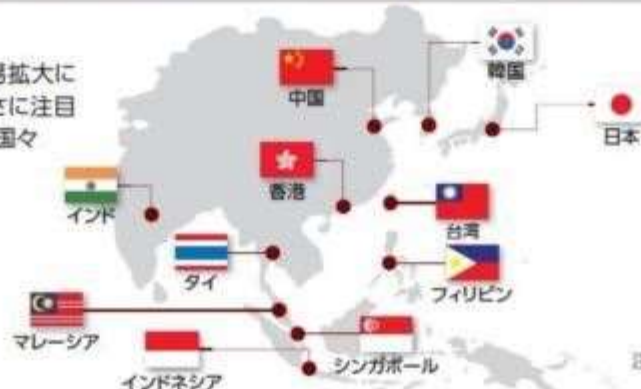 場拡大に
さに注目
国々
中国
韓国
日本
香港
インド
台湾
タイ
フィリピン
マレーシア
シンガポール
インドネシア